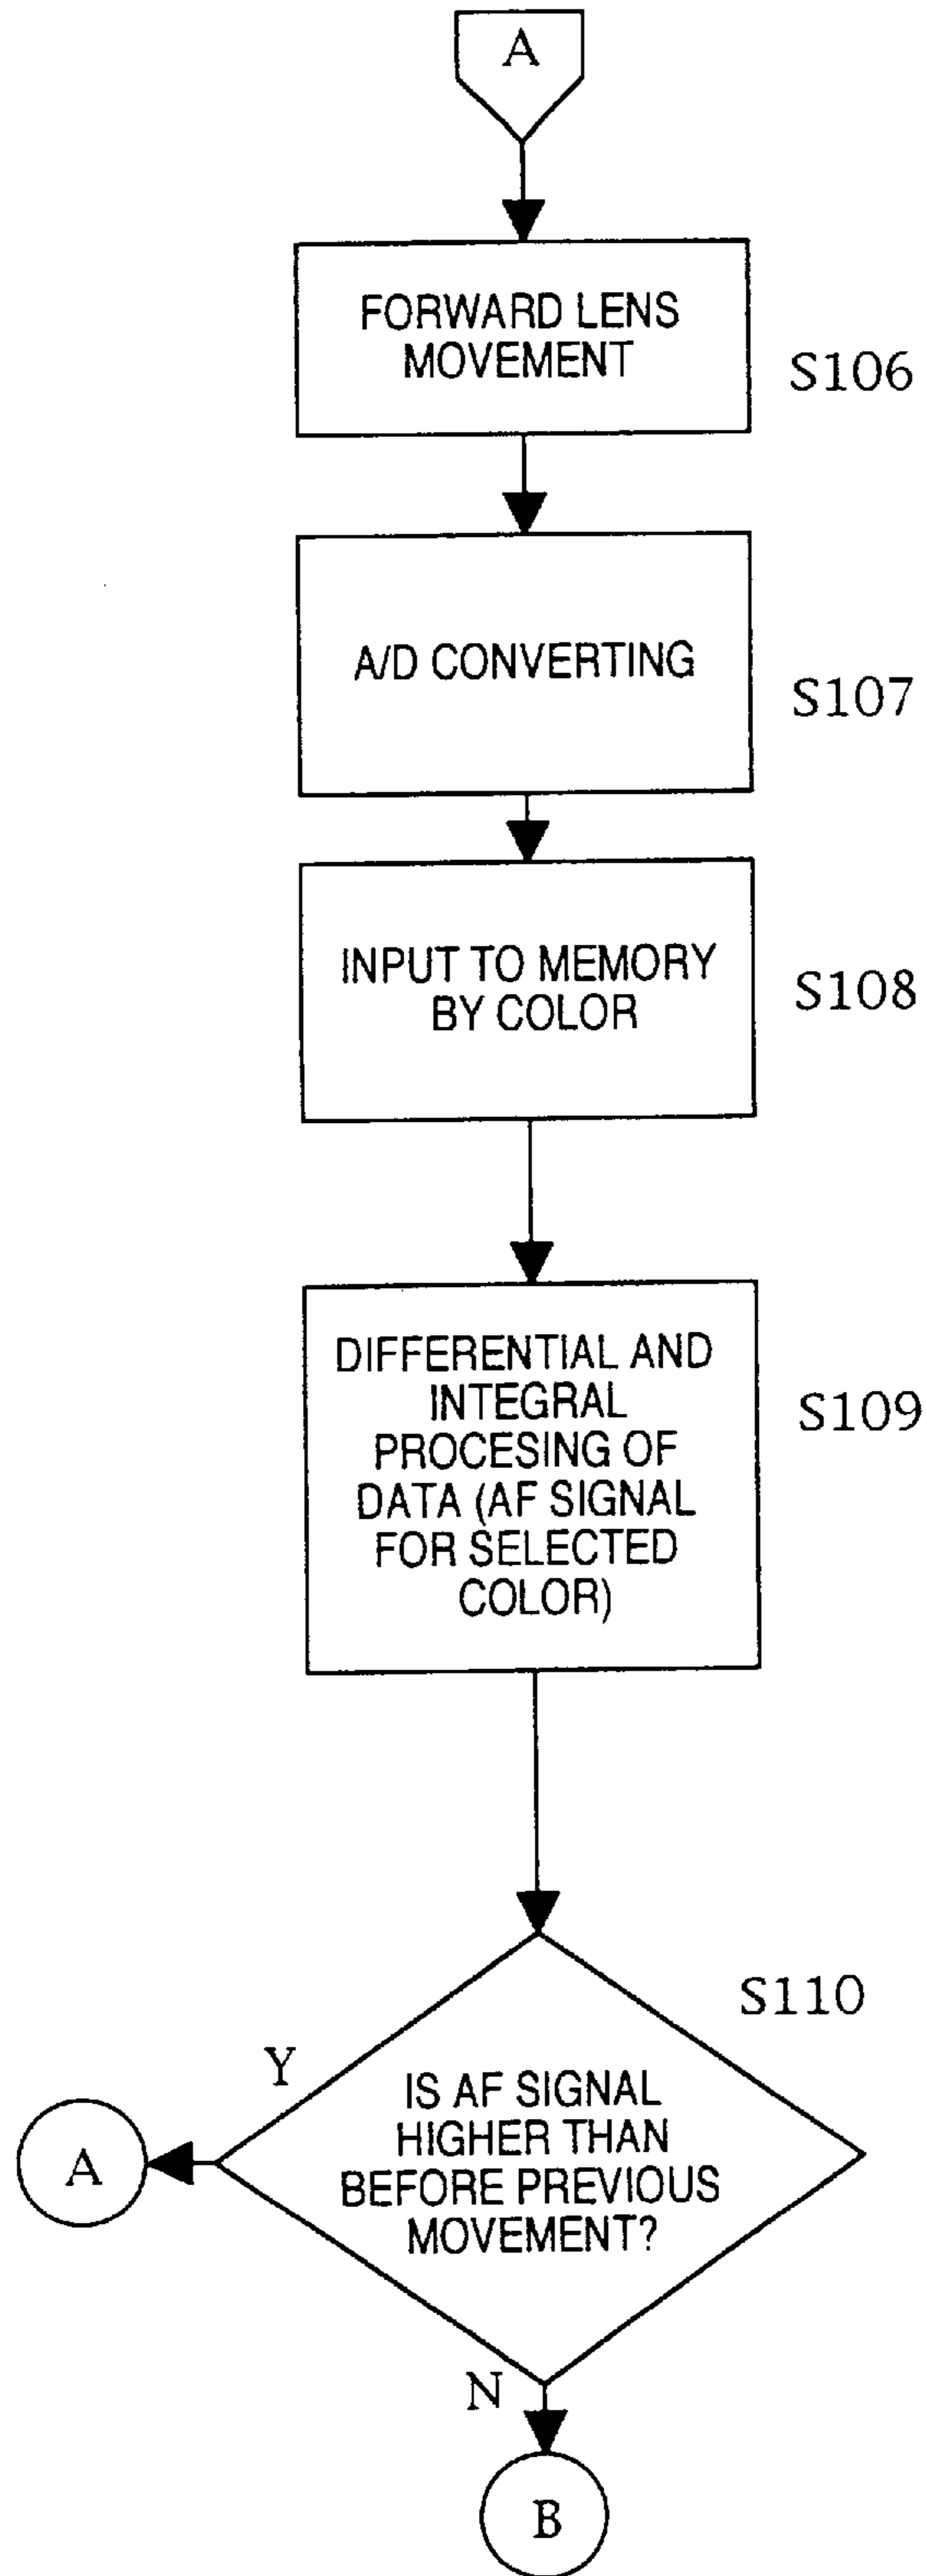 A
FORWARD LENS
MOVEMENT
S106
A/D CONVERTING
S107
INPUT TO MEMORY
BY COLOR
S108
DIFFERENTIAL AND
INTEGRAL
PROCESING OF
DATA (AF SIGNAL
FOR SELECTED
COLOR)
S109
S110
Y
IS AF SIGNAL
HIGHER THAN
BEFORE PREVIOUS
MOVEMENT?
A
N
B